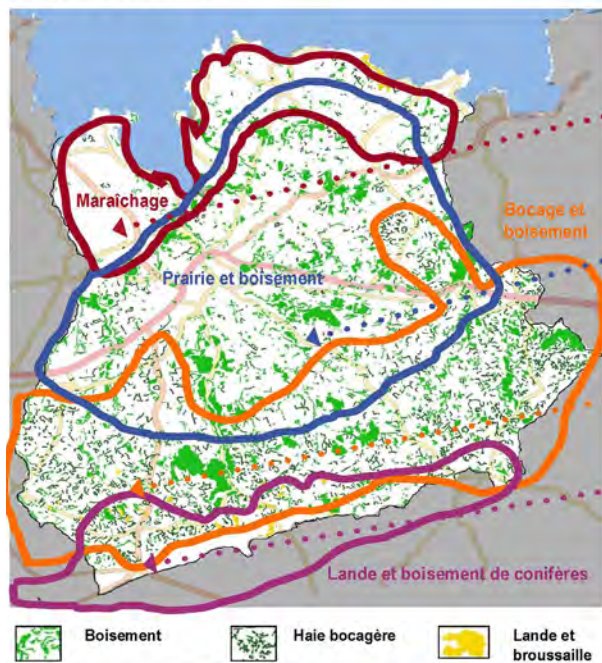 Maraîchage
Bocage et
boisement
Prairie et boisement
Lande et boisement de conifères
Boisement
Haie bocagère
Lande et
broussaille